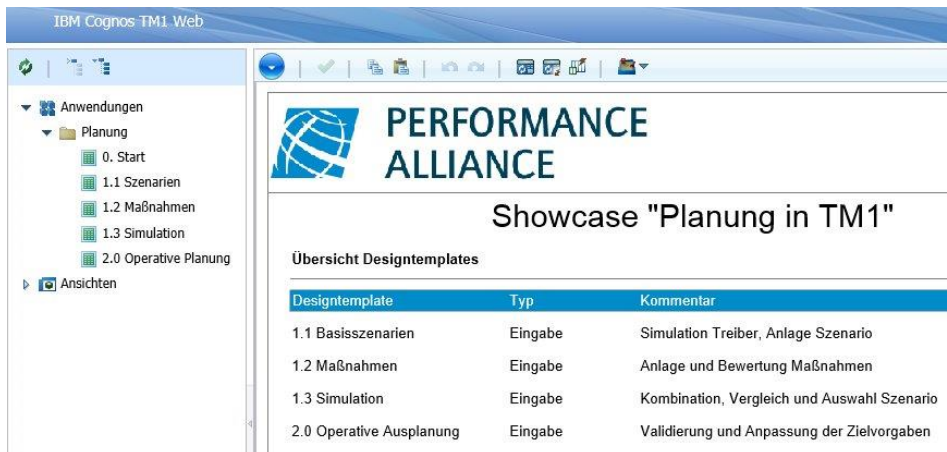 IBM Cognos TM1 Web
Anwendungen
Planung
0. Start
1.1 Szenarien
1.2 Maßnahmen
1.3 Simulation
2.0 Operative Planung
Ansichten
PERFORMANCE
ALLIANCE
Showcase "Planung in TM1"
Übersicht Designtemplates
Designtemplate Typ Kommentar
1.1 Basisszenarien Eingabe Simulation Treiber, Anlage Szenario
1.2 Maßnahmen Eingabe Anlage und Bewertung Maßnahmen
1.3 Simulation Eingabe Kombination, Vergleich und Auswahl Szenario
2.0 Operative Ausplanung Eingabe Validierung und Anpassung der Zielvorgaben